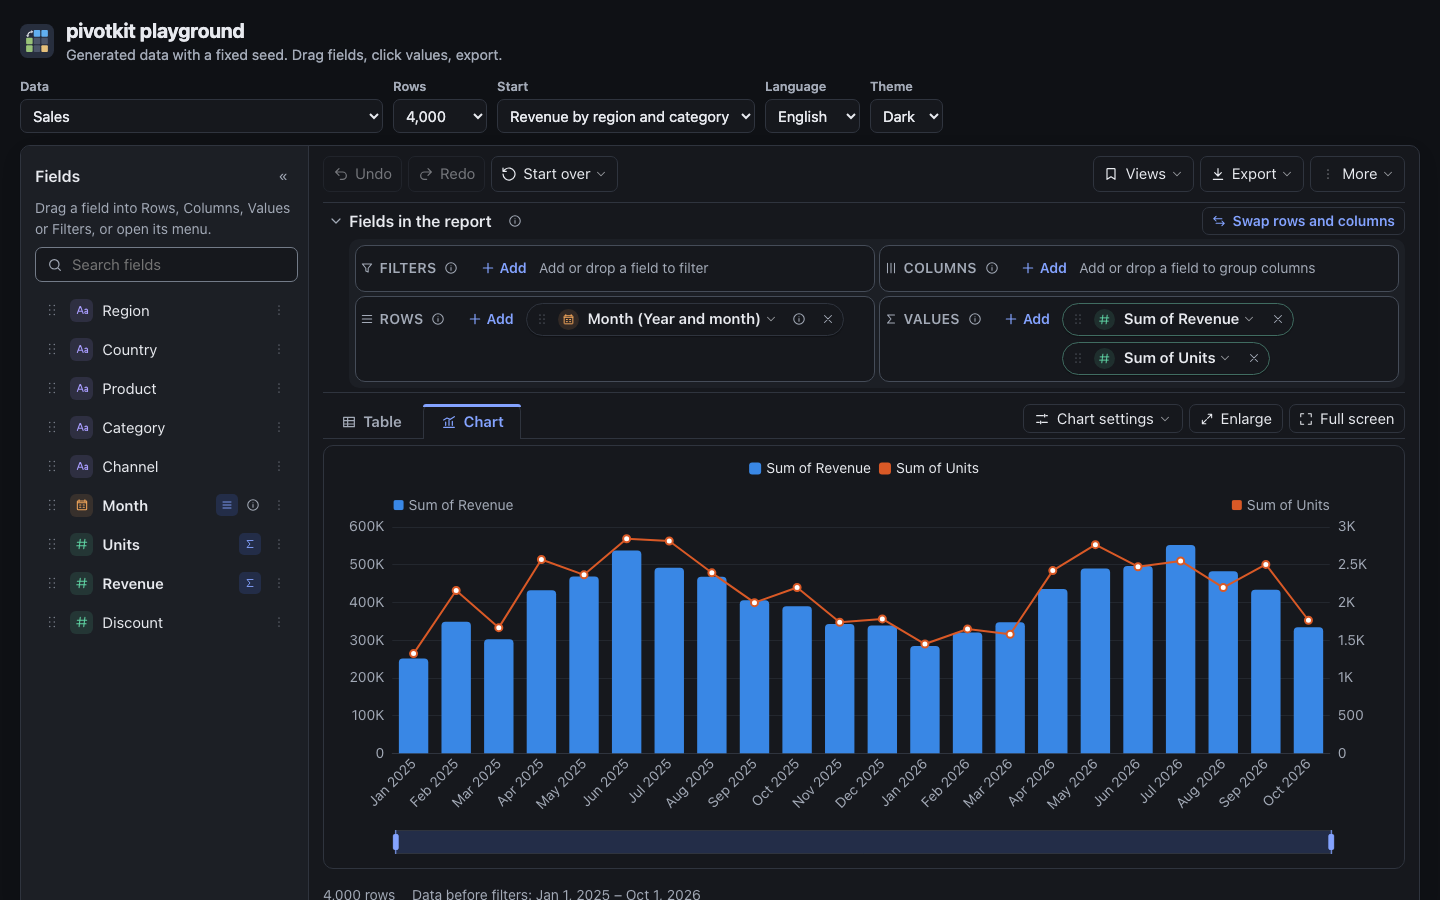 pivotkit playground
Generated data with a fixed seed. Drag fields, click values, export.
Data
Rows
Start
Language
Theme
Sales
4,000
Revenue by region and category
English
Dark
Fields
«
Drag a field into Rows, Columns, Values
or Filters, or open its menu.
Search fields
Aa Region
Aa Country
Aa Product
Aa Category
Aa Channel
Month
# Units Σ
# Revenue Σ
# Discount
Undo
Redo
Start over
Views
Export
More
Fields in the report
Swap rows and columns
FILTERS
+ Add
Add or drop a field to filter
COLUMNS
+ Add
Add or drop a field to group columns
ROWS
+ Add
Month (Year and month)
Σ VALUES
+ Add
# Sum of Revenue
# Sum of Units
Table
Chart
Chart settings
Enlarge
Full screen
Sum of Revenue
Sum of Units
Sum of Revenue
Sum of Units
600K
500K
400K
300K
200K
100K
0
3K
2.5K
2K
1.5K
1K
500
0
Jan 2025
Feb 2025
Mar 2025
Apr 2025
May 2025
Jun 2025
Jul 2025
Aug 2025
Sep 2025
Oct 2025
Nov 2025
Dec 2025
Jan 2026
Feb 2026
Mar 2026
Apr 2026
May 2026
Jun 2026
Jul 2026
Aug 2026
Sep 2026
Oct 2026
4,000 rows
Data before filters: Jan 1, 2025 – Oct 1, 2026